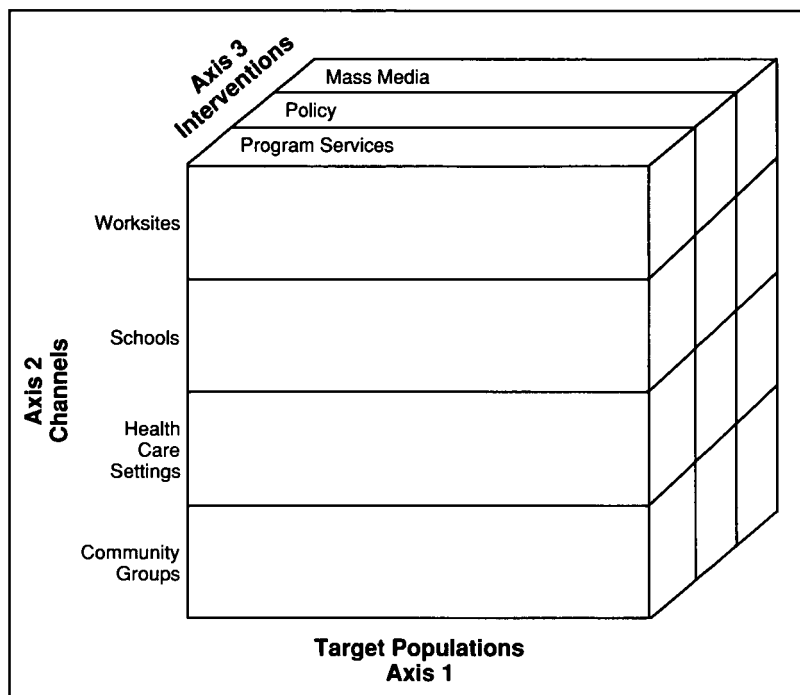 Axis 3
Interventions
Mass Media
Policy
Program Services
Axis 2
Channels
Worksites
Schools
Health
Care
Settings
Community
Groups
Target Populations
Axis 1